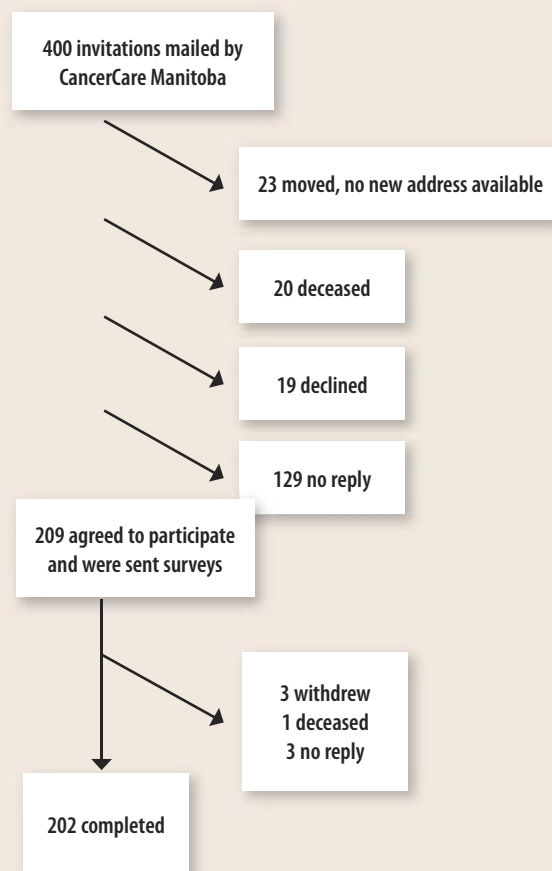 400 invitations mailed by
CancerCare Manitoba
23 moved, no new address available
20 deceased
19 declined
129 no reply
209 agreed to participate
and were sent surveys
3 withdrew
1 deceased
3 no reply
202 completed